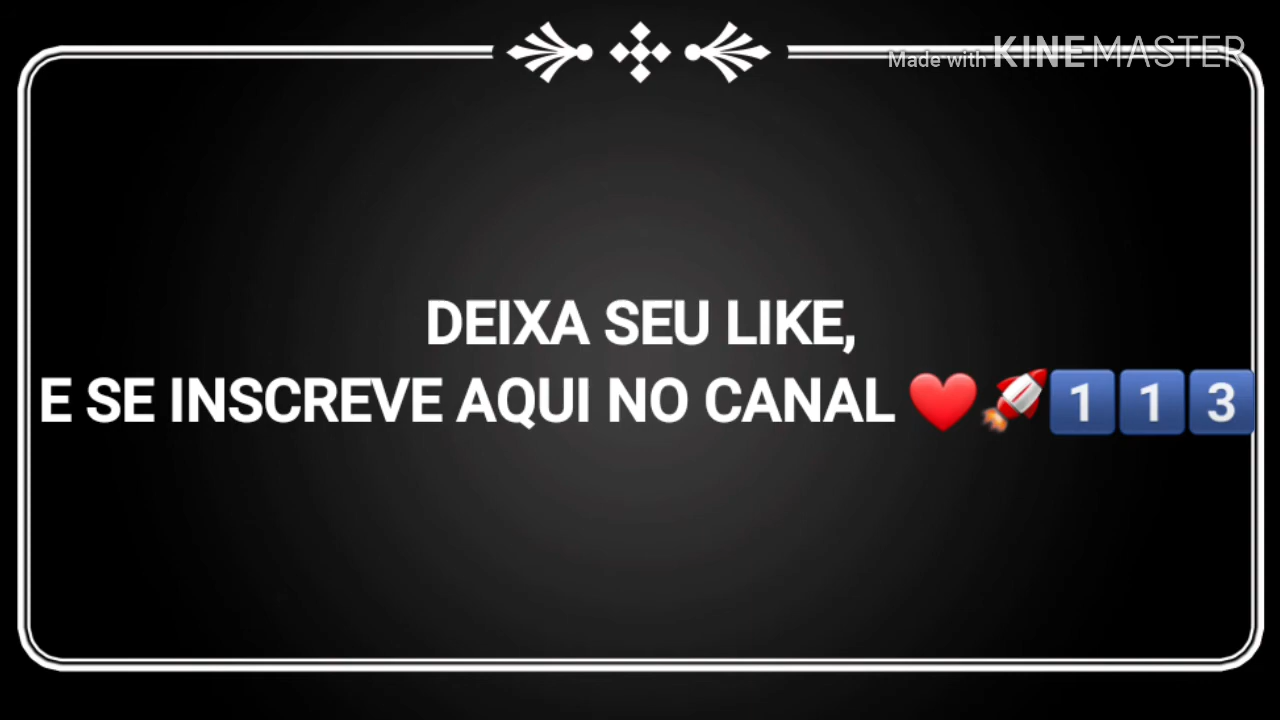 Made with KINEMASTER
DEIXA SEU LIKE,
E SE INSCREVE AQUI NO CANAL ❤️🚀1️⃣1️⃣3️⃣